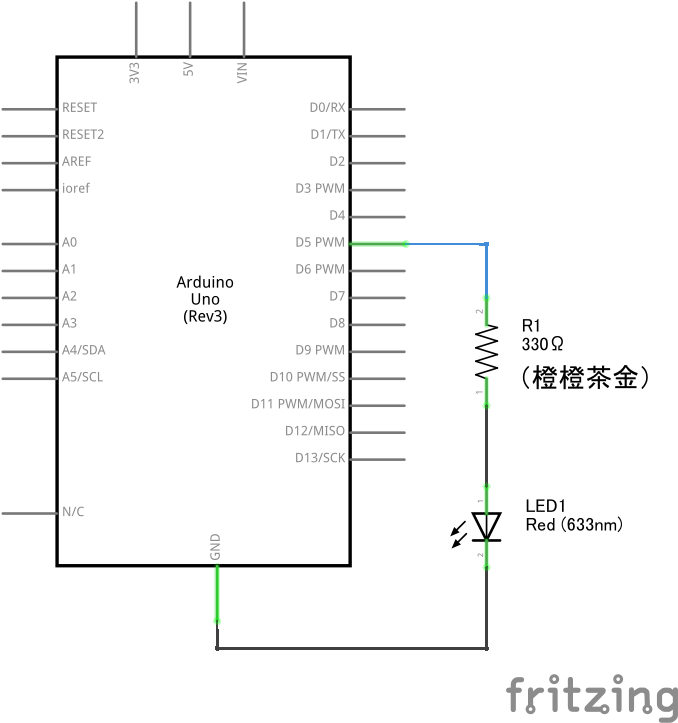 3V3
5V
VIN
RESET
RESET2
AREF
ioref
A0
A1
A2
A3
A4/SDA
A5/SCL
N/C
Arduino
Uno
(Rev3)
D0/RX
D1/TX
D2
D3 PWM
D4
D5 PWM
D6 PWM
D7
D8
D9 PWM
D10 PWM/SS
D11 PWM/MOSI
D12/MISO
D13/SCK
GND
2
R1
330Ω
(橙橙茶金)
1
1
LED1
Red (633nm)
2
fritzing